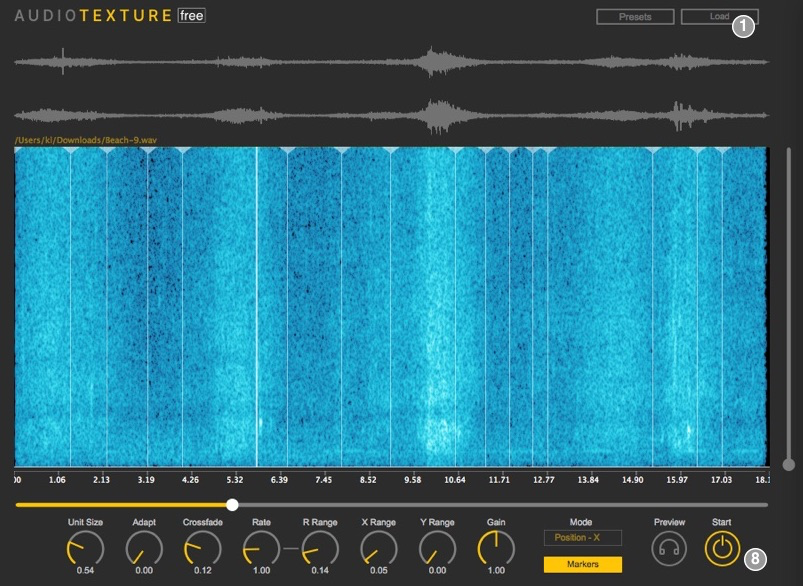 AUDIOTEXTURE free
Presets Load
1
/Users/kl/Downloads/Beach~9.wav
00 1.06 2.13 3.19 4.26 5.32 6.39 7.45 8.52 9.58 10.64 11.71 12.77 13.84 14.90 15.97 17.03 18.1
Unit Size Adapt Crossfade Rate R Range X Range Y Range Gain Mode Preview Start
Position - X
8
Markers
0.54 0.00 0.12 1.00 0.14 0.05 0.00 1.00